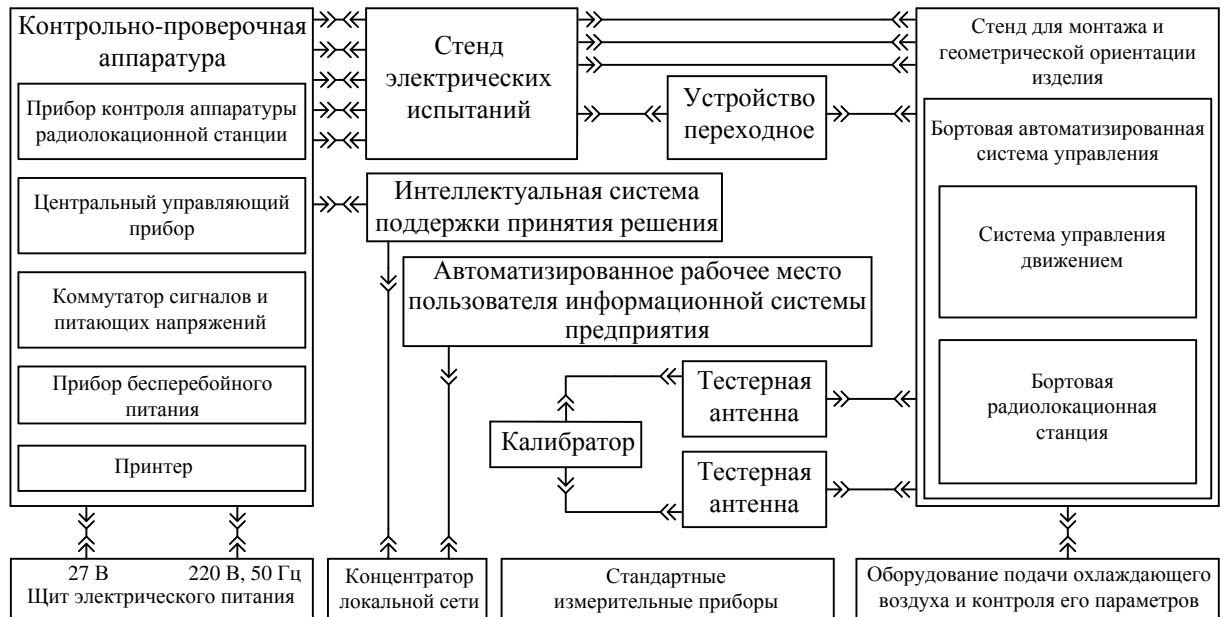 Контрольно-проверочная
аппаратура
Прибор контроля аппаратуры
радиолокационной станции
Центральный управляющий
прибор
Коммутатор сигналов и
питающих напряжений
Прибор бесперебойного
питания
Принтер
Стенд
электрических
испытаний
Устройство
переходное
Интеллектуальная система
поддержки принятия решения
Автоматизированное рабочее место
пользователя информационной системы
предприятия
Калибратор
Тестерная
антенна
Тестерная
антенна
Стенд для монтажа и
геометрической ориентации
изделия
Бортовая автоматизированная
система управления
Система управления
движением
Бортовая
радиолокационная
станция
27 В 220 В, 50 Гц
Щит электрического питания
Концентратор
локальной сети
Стандартные
измерительные приборы
Оборудование подачи охлаждающего
воздуха и контроля его параметров